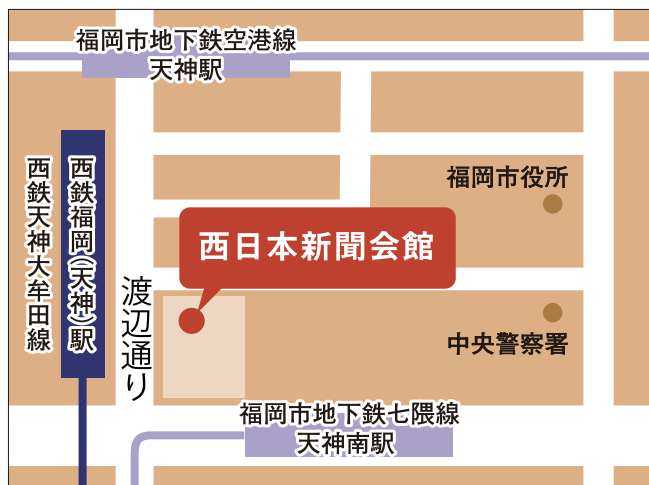 福岡市地下鉄空港線
天神駅
西鉄福岡(天神)駅
西鉄天神大牟田線
福岡市役所
西日本新聞会館
渡辺通り
中央警察署
福岡市地下鉄七隈線
天神南駅